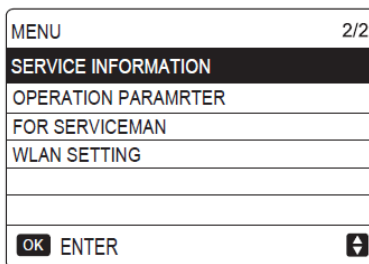 MENU 2/2
SERVICE INFORMATION
OPERATION PARAMRTER
FOR SERVICEMAN
WLAN SETTING
OK ENTER